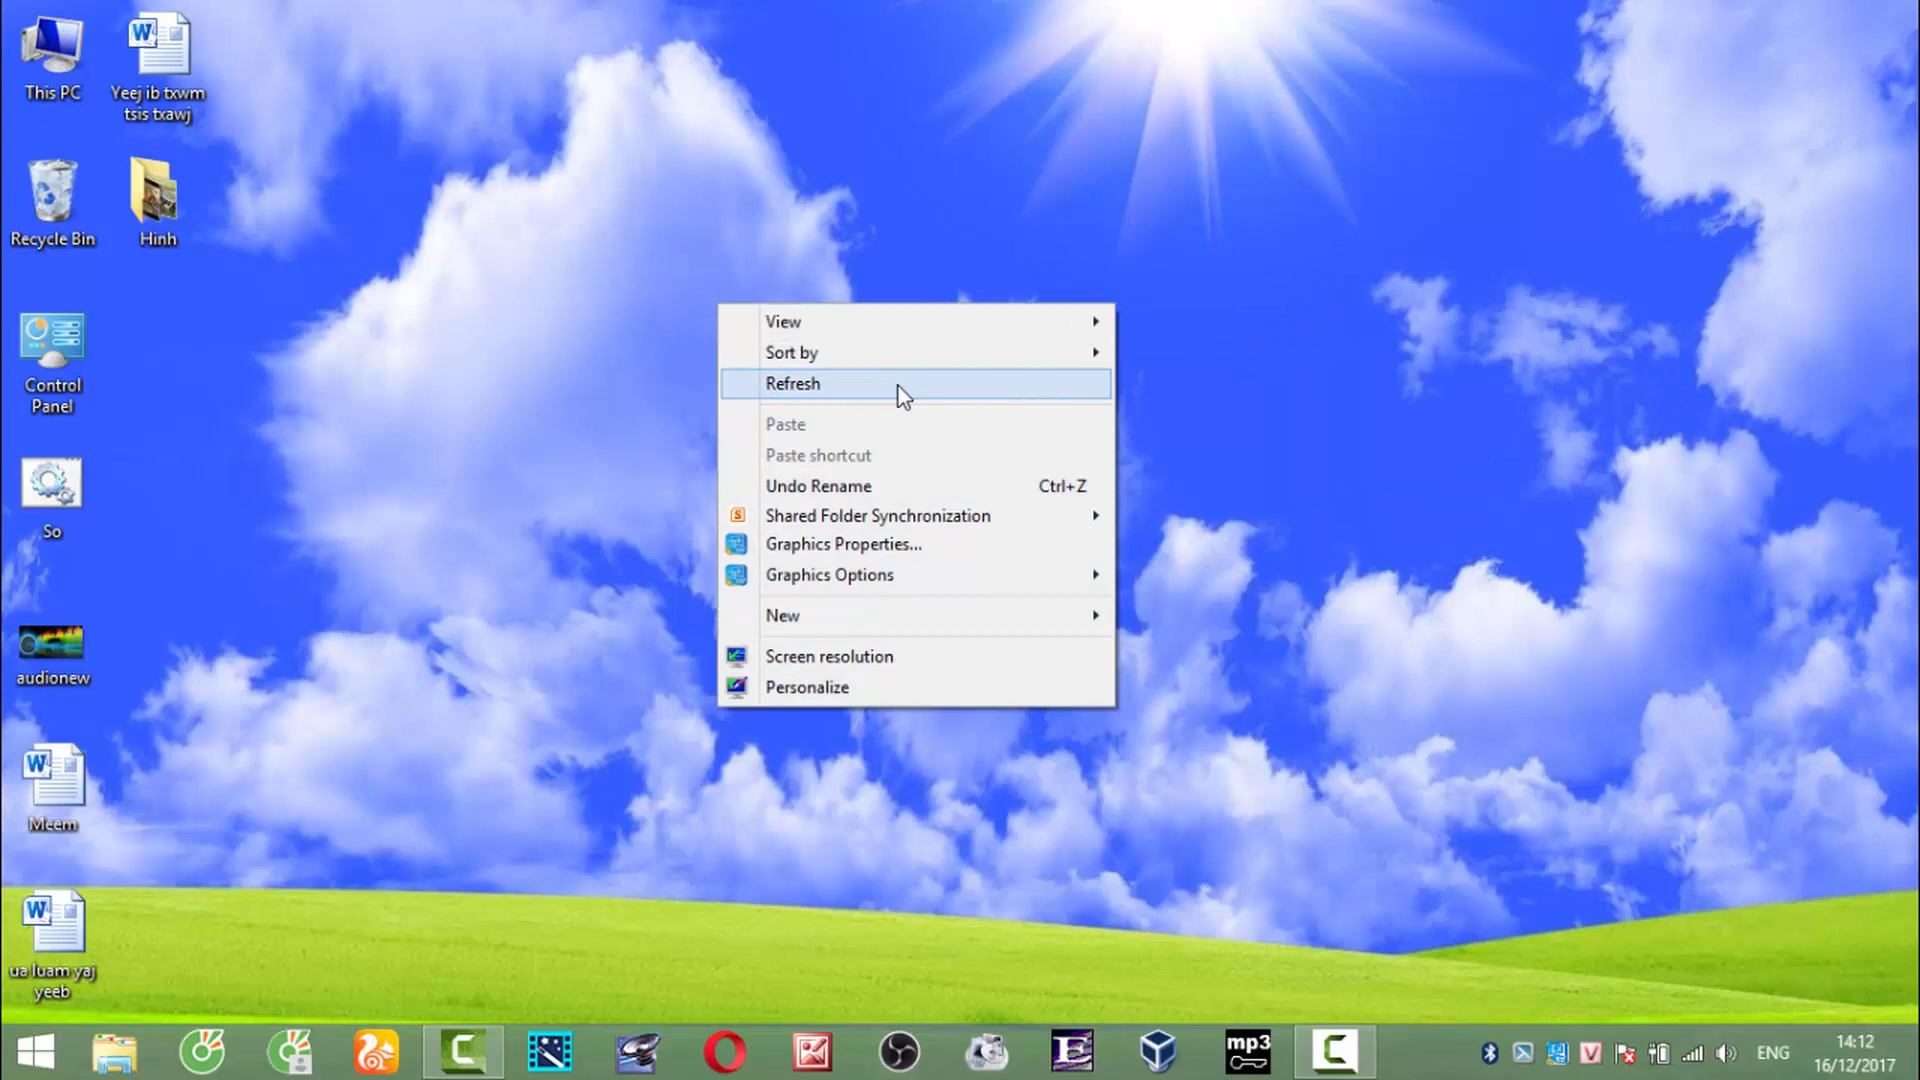 This PC
Yeej ib txwm
tsis txawj
Recycle Bin
Hinh
Control
Panel
So
audionew
Meem
ua luam yaj
yeeb
View
Sort by
Refresh
Paste
Paste shortcut
Undo Rename Ctrl+Z
Shared Folder Synchronization
Graphics Properties...
Graphics Options
New
Screen resolution
Personalize
mp3
ENG
14:12
16/12/2017